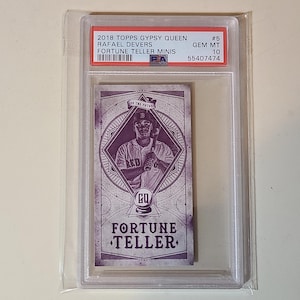 2018 TOPPS GYPSY QUEEN #5
RAFAEL DEVERS GEM MT
FORTUNE TELLER MINIS 10
PSA 55407474
RED
GQ
FORTUNE
TELLER